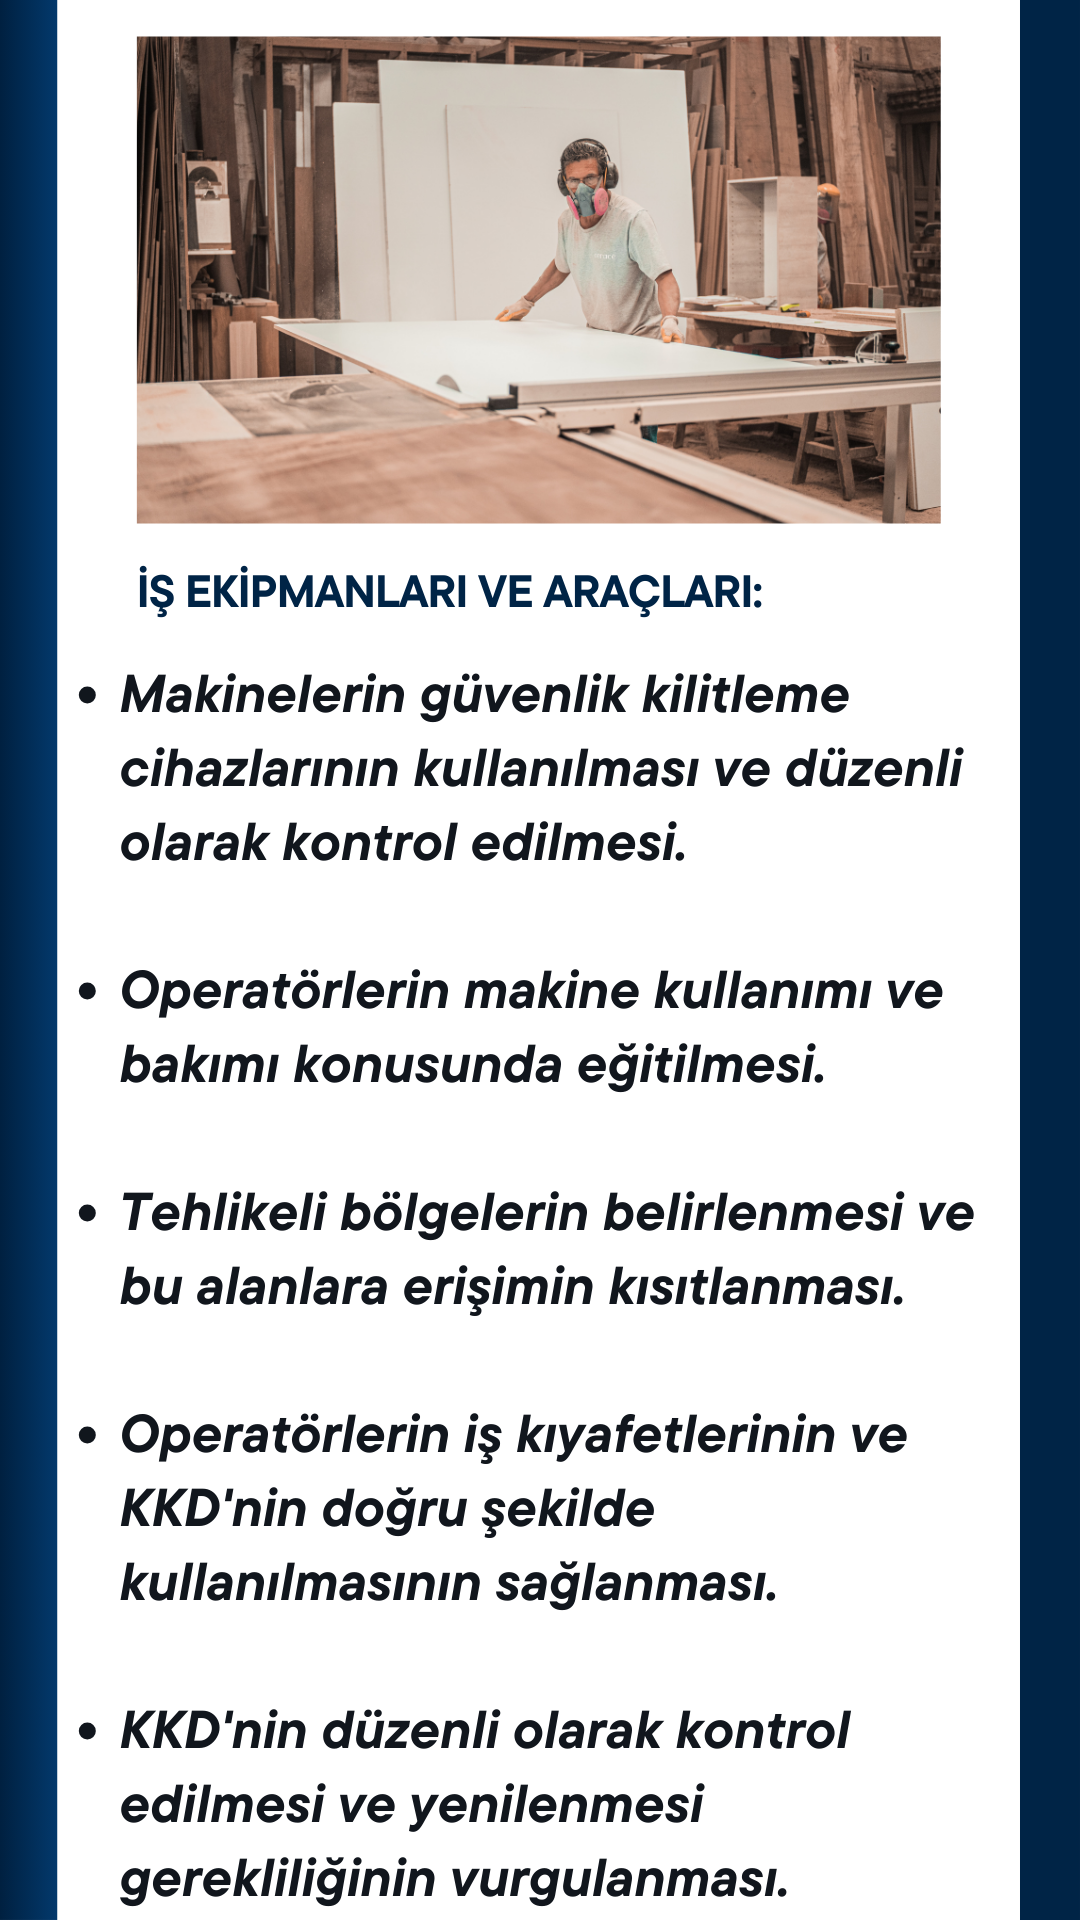 İŞ EKİPMANLARI VE ARAÇLARI:
• Makinelerin güvenlik kilitleme
cihazlarının kullanılması ve düzenli
olarak kontrol edilmesi.
• Operatörlerin makine kullanımı ve
bakımı konusunda eğitilmesi.
• Tehlikeli bölgelerin belirlenmesi ve
bu alanlara erişimin kısıtlanması.
• Operatörlerin iş kıyafetlerinin ve
KKD'nin doğru şekilde
kullanılmasının sağlanması.
• KKD'nin düzenli olarak kontrol
edilmesi ve yenilenmesi
gerekliliğinin vurgulanması.